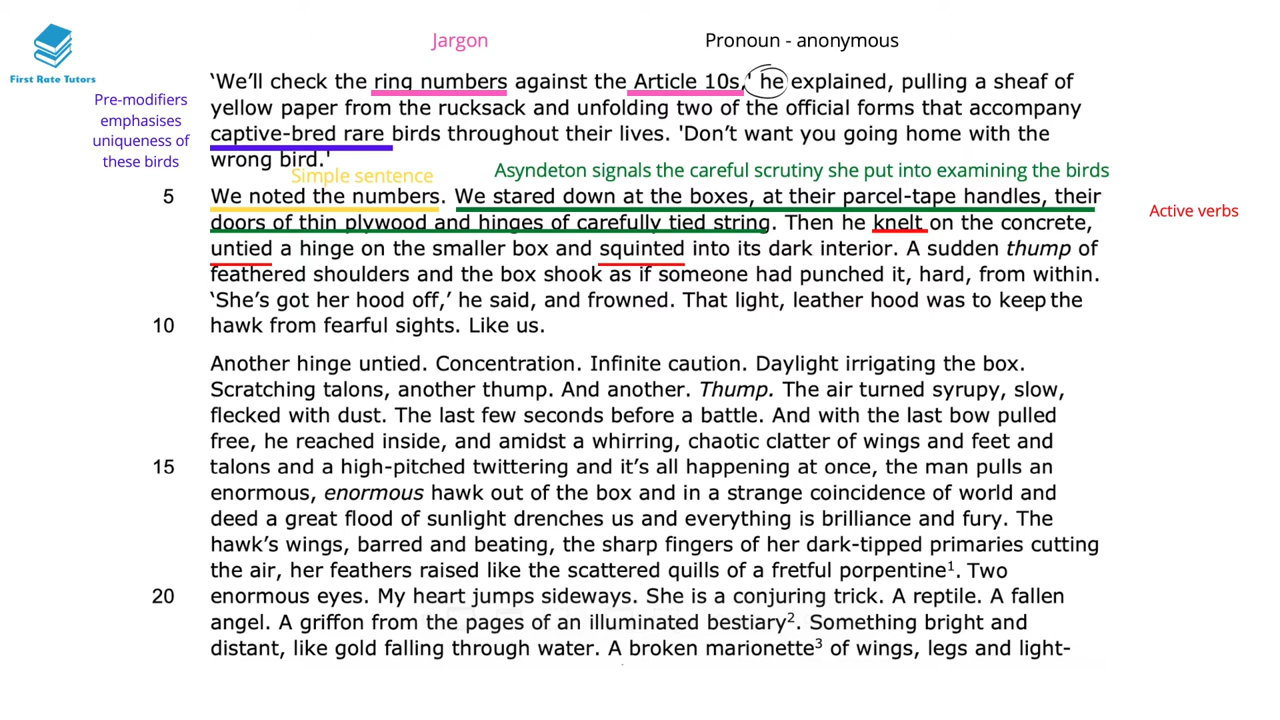 Jargon
Pronoun - anonymous
First Rate Tutors
Pre-modifiers
emphasises
uniqueness of
these birds
‘We’ll check the ring numbers against the Article 10s,' he explained, pulling a sheaf of
yellow paper from the rucksack and unfolding two of the official forms that accompany
captive-bred rare birds throughout their lives. 'Don’t want you going home with the
wrong bird.'
Simple sentence
Asyndeton signals the careful scrutiny she put into examining the birds
5 We noted the numbers. We stared down at the boxes, at their parcel-tape handles, their
doors of thin plywood and hinges of carefully tied string. Then he knelt on the concrete,
Active verbs
untied a hinge on the smaller box and squinted into its dark interior. A sudden thump of
feathered shoulders and the box shook as if someone had punched it, hard, from within.
‘She’s got her hood off,’ he said, and frowned. That light, leather hood was to keep the
10 hawk from fearful sights. Like us.
Another hinge untied. Concentration. Infinite caution. Daylight irrigating the box.
Scratching talons, another thump. And another. Thump. The air turned syrupy, slow,
flecked with dust. The last few seconds before a battle. And with the last bow pulled
free, he reached inside, and amidst a whirring, chaotic clatter of wings and feet and
15 talons and a high-pitched twittering and it’s all happening at once, the man pulls an
enormous, enormous hawk out of the box and in a strange coincidence of world and
deed a great flood of sunlight drenches us and everything is brilliance and fury. The
hawk’s wings, barred and beating, the sharp fingers of her dark-tipped primaries cutting
the air, her feathers raised like the scattered quills of a fretful porpentine¹. Two
20 enormous eyes. My heart jumps sideways. She is a conjuring trick. A reptile. A fallen
angel. A griffon from the pages of an illuminated bestiary². Something bright and
distant, like gold falling through water. A broken marionette³ of wings, legs and light-